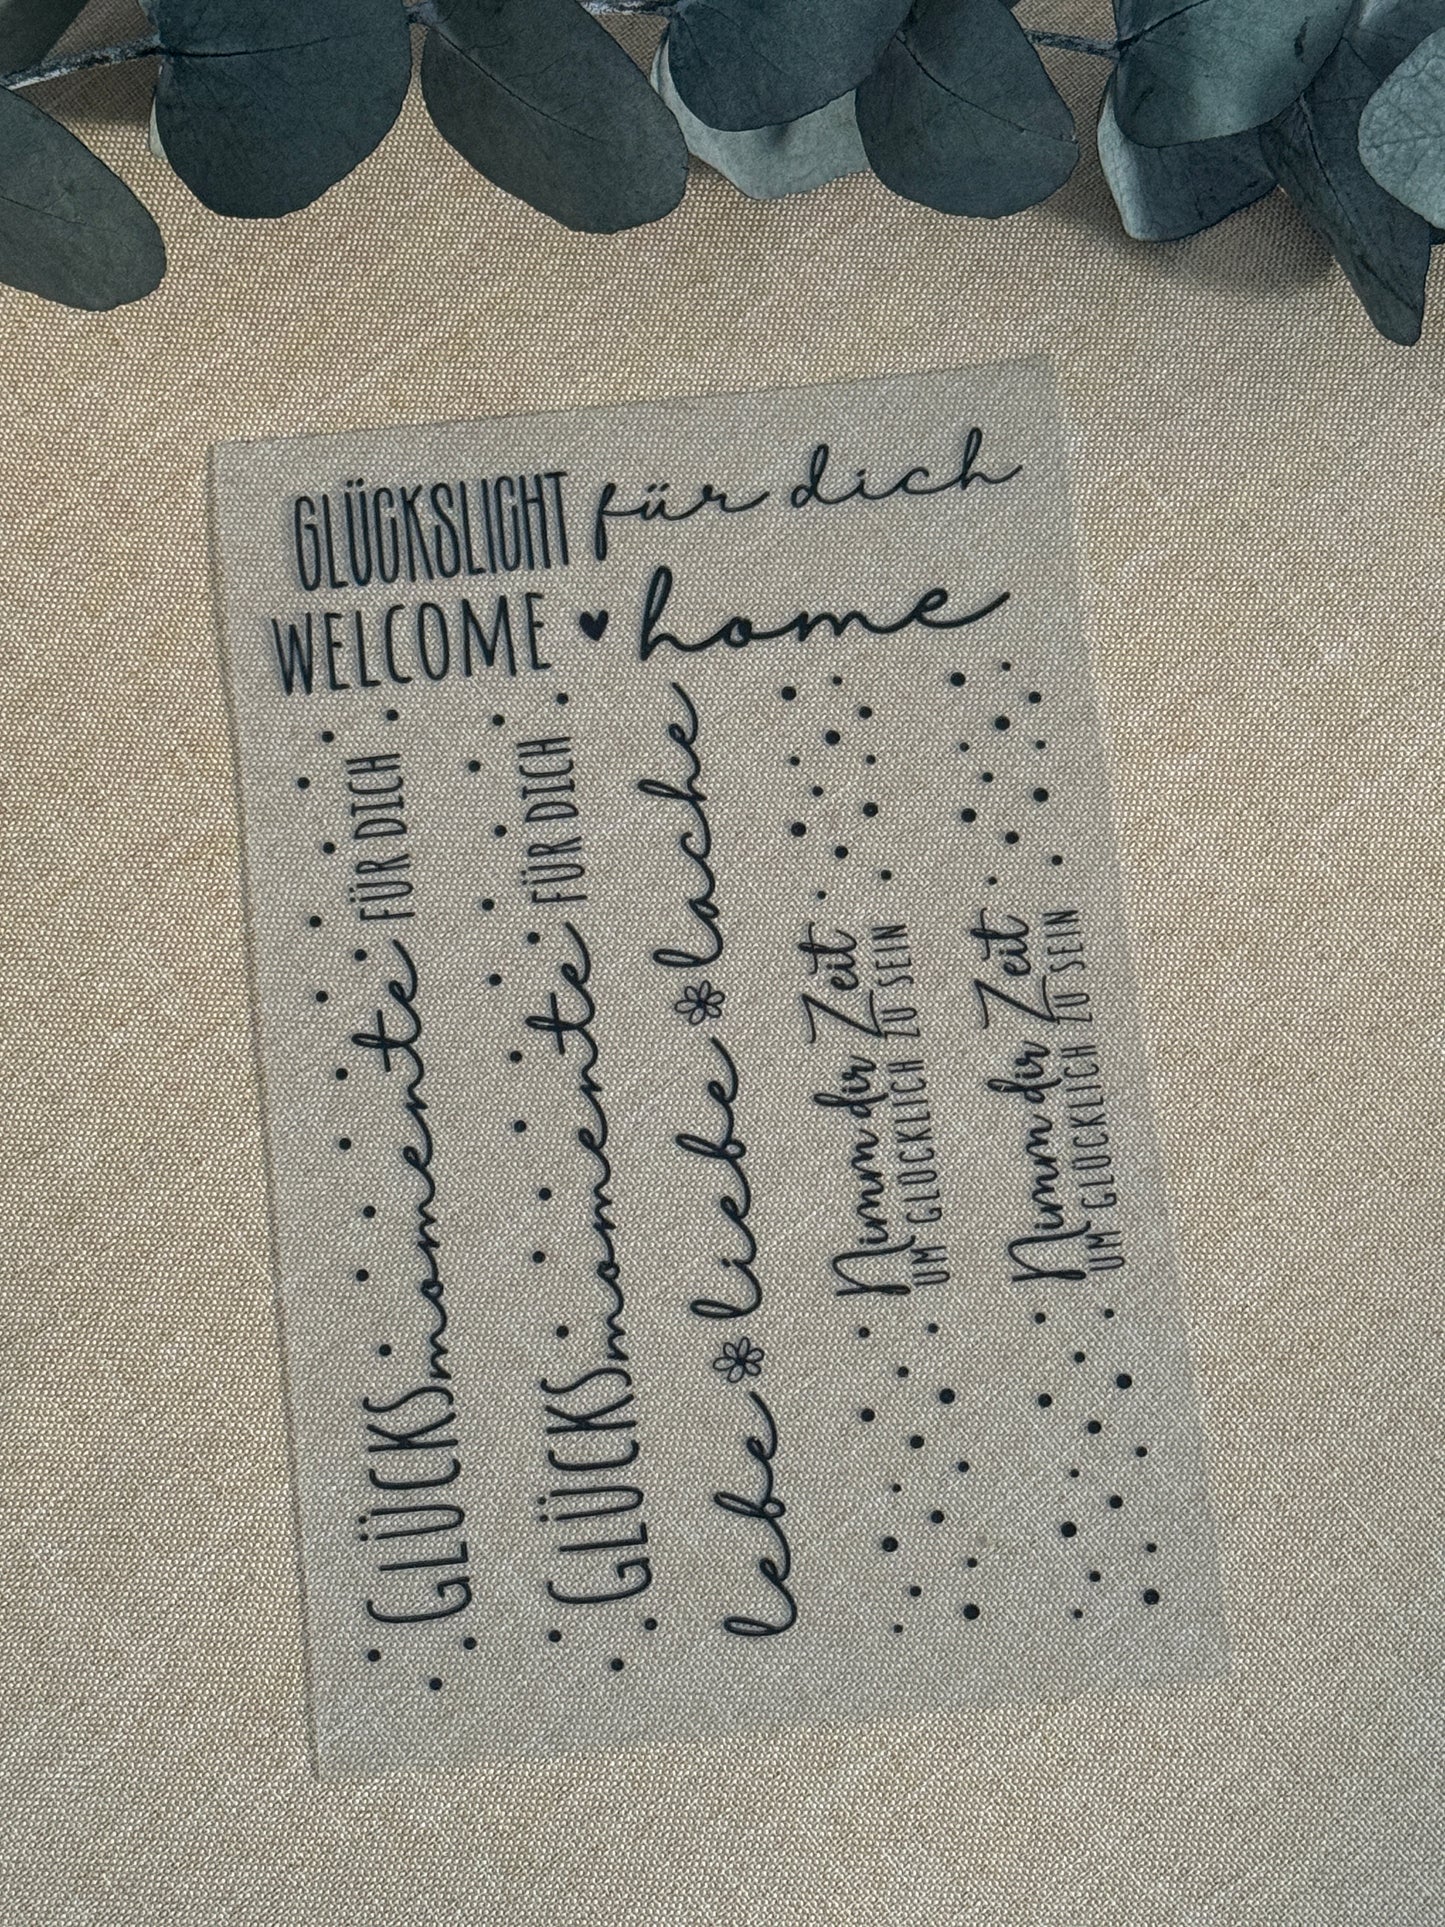 GLÜCKSLICHT für dich
WELCOME ♥ home
GLÜCKSmomente FÜR DICH
GLÜCKSmomente FÜR DICH
lebe liebe lache
Nimm dir Zeit
UM GLÜCKLICH ZU SEIN
Nimm dir Zeit
UM GLÜCKLICH ZU SEIN